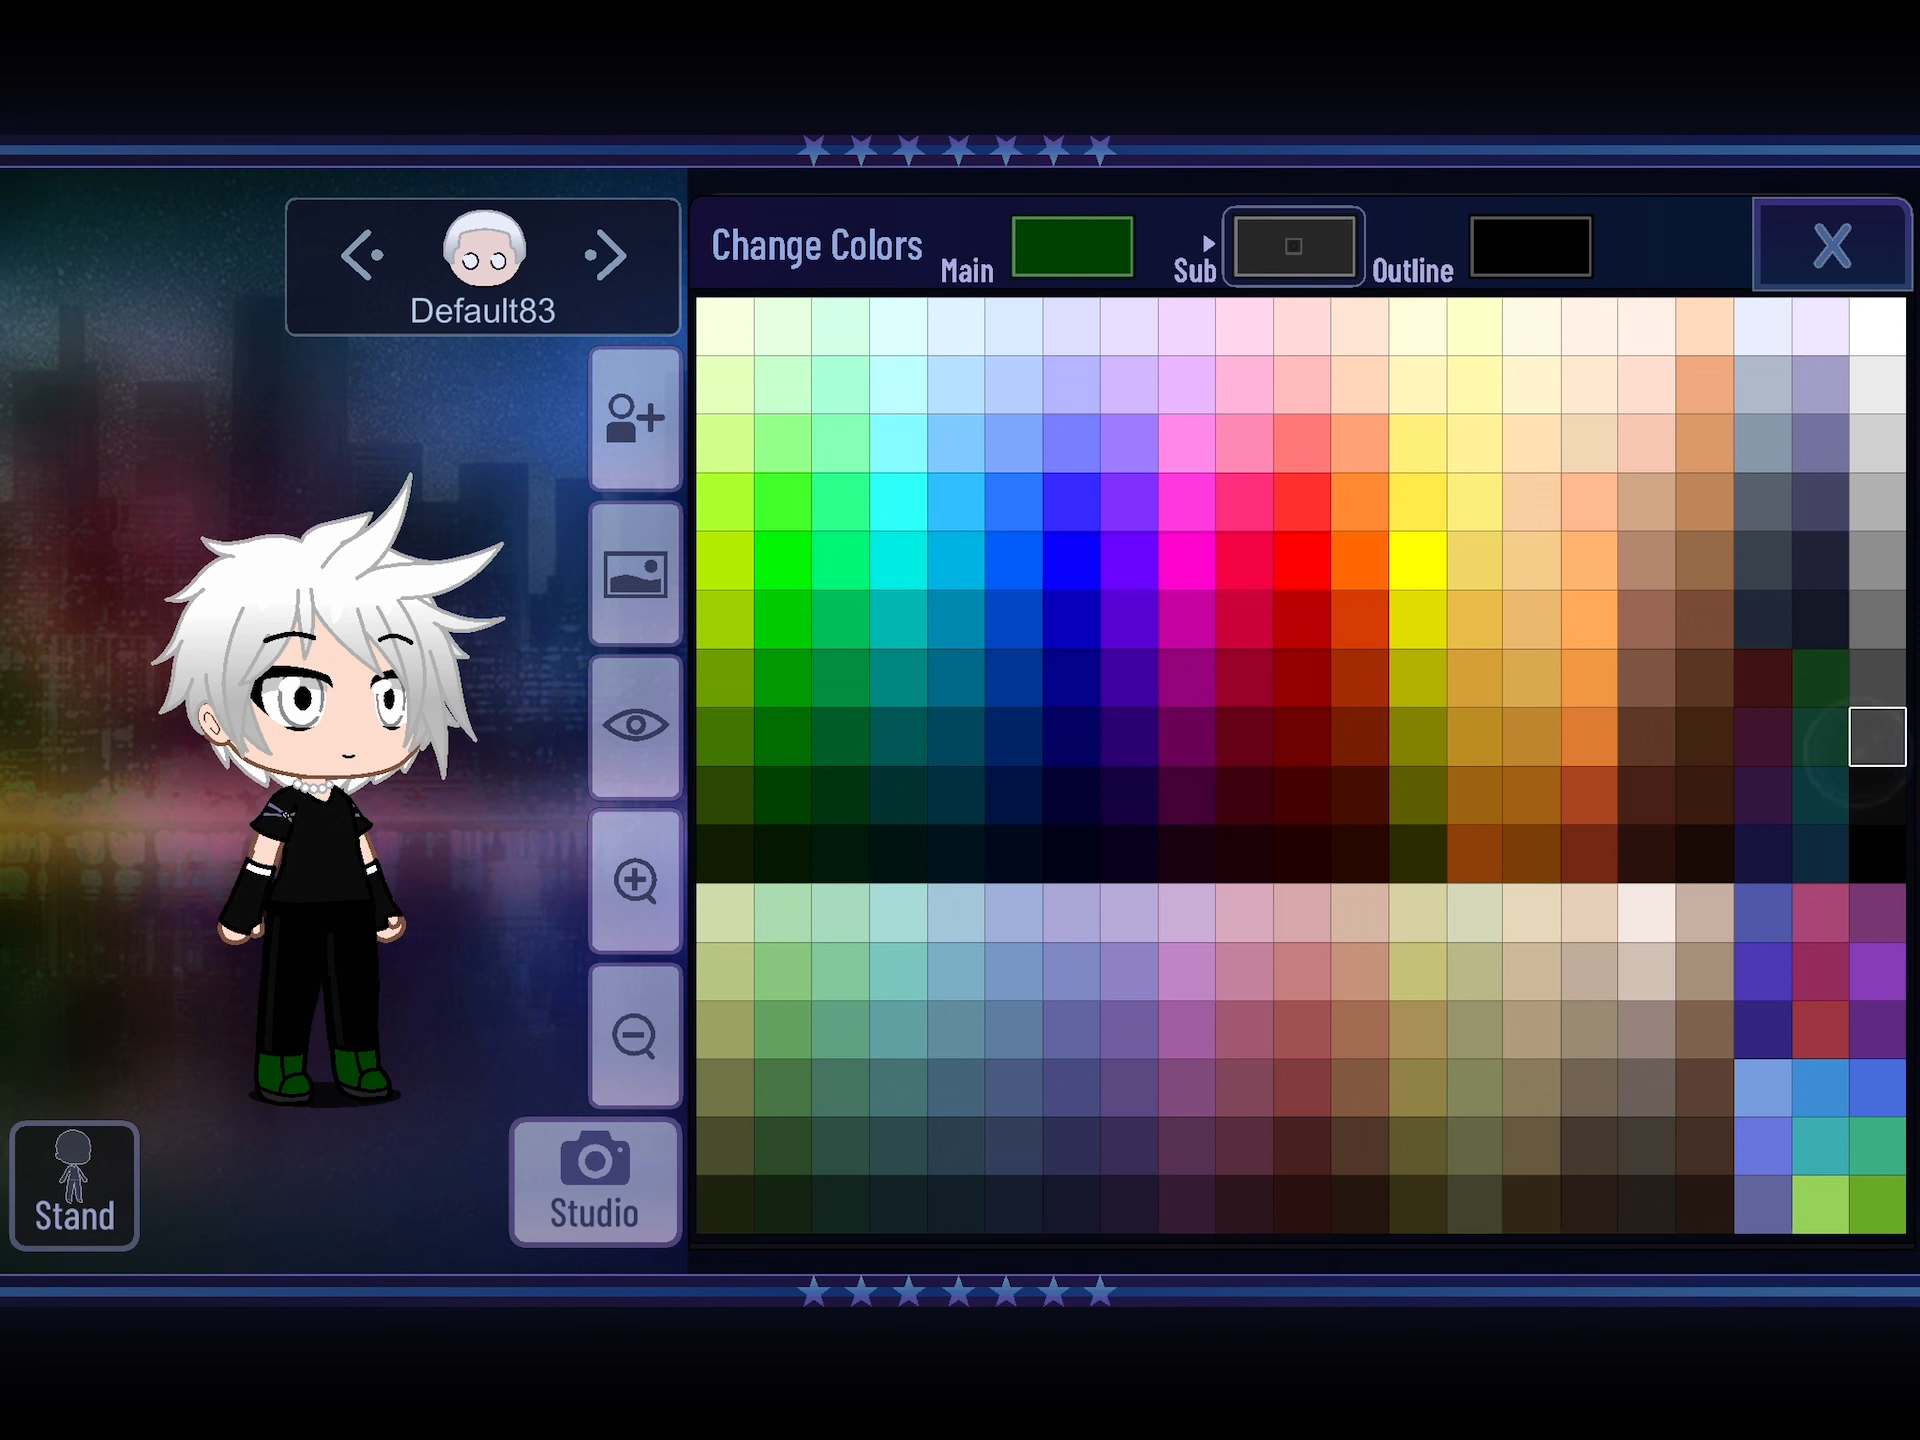 Change Colors
Main
Sub
Outline
X
Default83
Stand
Studio